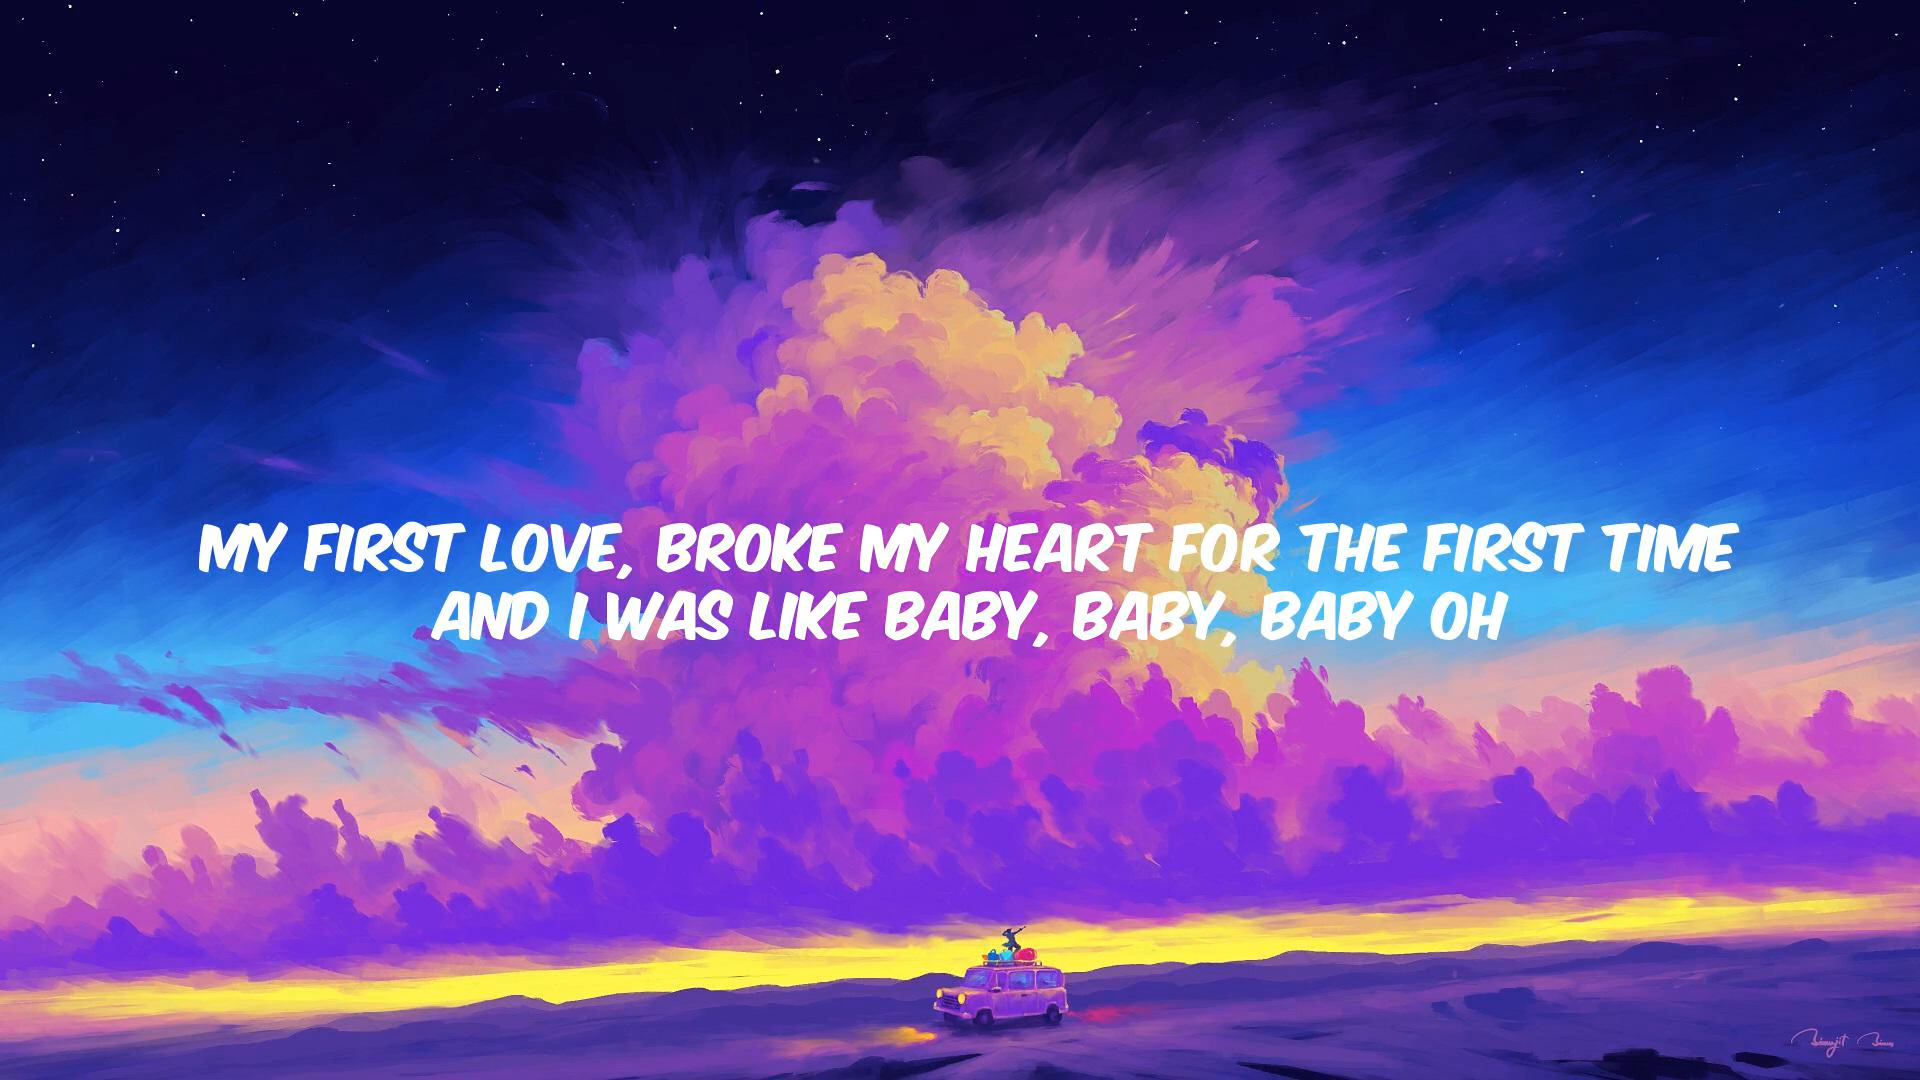 MY FIRST LOVE, BROKE MY HEART FOR THE FIRST TIME
AND I WAS LIKE BABY, BABY, BABY OH